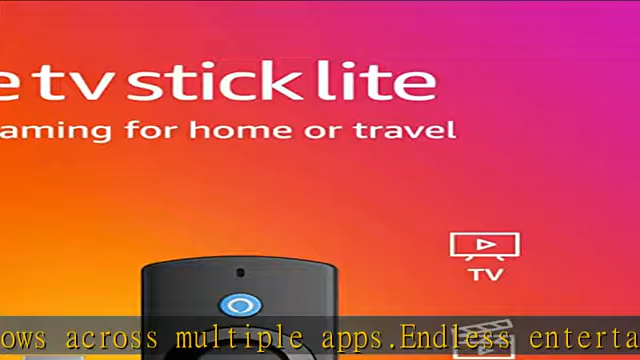 e tv stick lite
aming for home or travel
TV
ows across multiple apps.Endless enterta